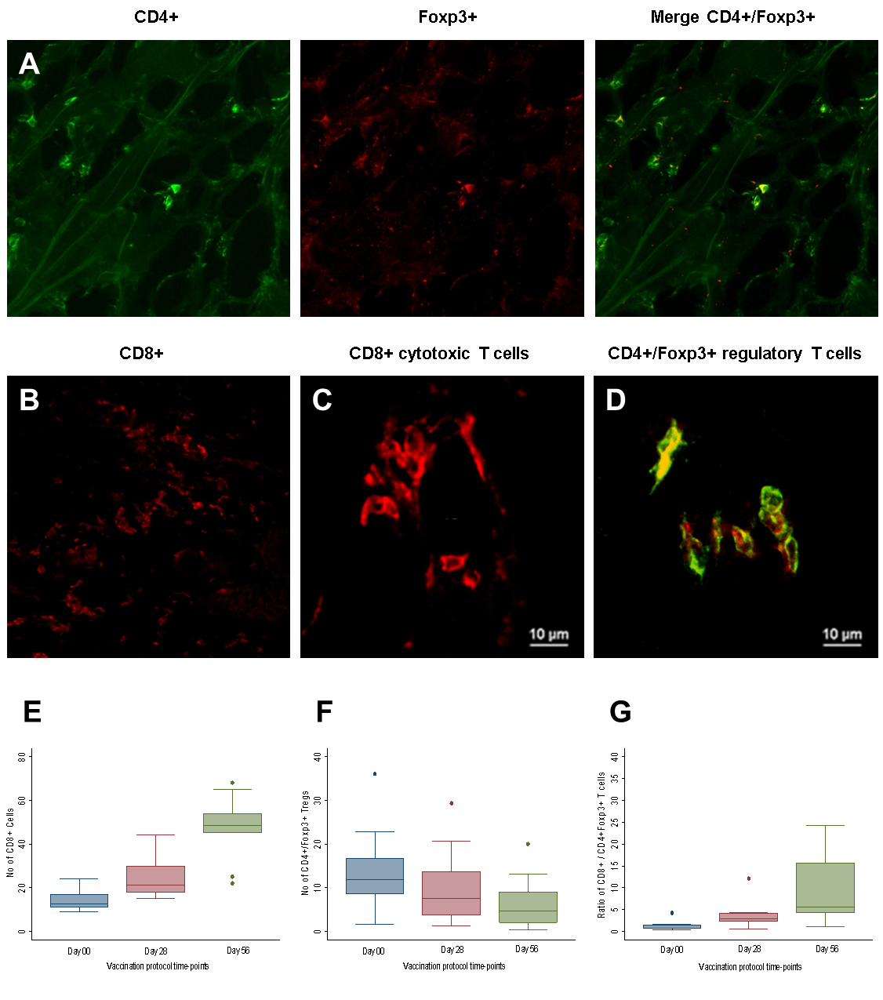 CD4+ Foxp3+ Merge CD4+/Foxp3+
A
CD8+ CD8+ cytotoxic T cells CD4+/Foxp3+ regulatory T cells
B C D
10 µm 10 µm
E F G
No of CD8+ Cells
80
60
40
20
0
Day 00 Day 28 Day 56
Vaccination protocol time-points
No of CD4+/Foxp3+ Tregs
40
30
20
10
0
Day 00 Day 28 Day 56
Vaccination protocol time-points
Ratio of CD8+ / CD4+Foxp3+ T cells
40
35
30
25
20
15
10
5
0
Day 00 Day 28 Day 56
Vaccination protocol time-points